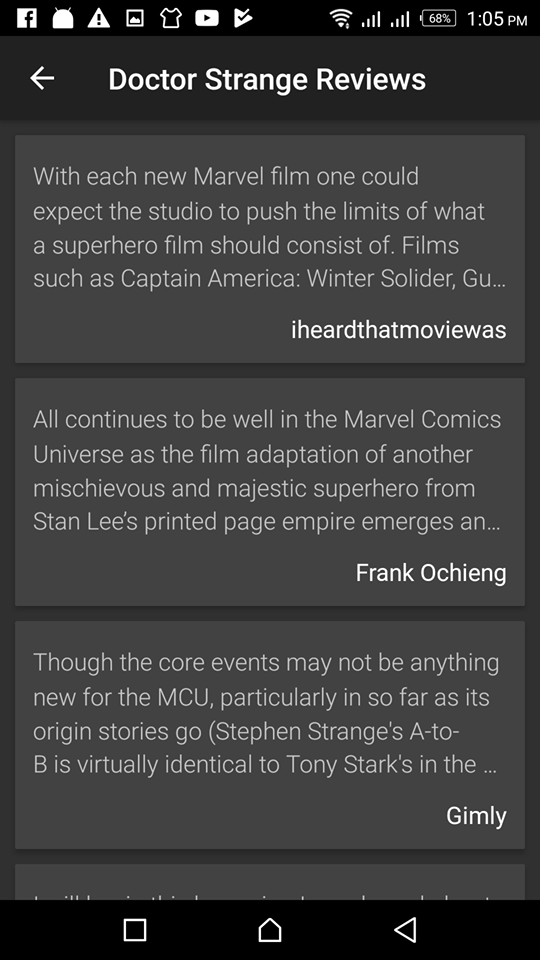 68%
1:05 PM
Doctor Strange Reviews
With each new Marvel film one could
expect the studio to push the limits of what
a superhero film should consist of. Films
such as Captain America: Winter Solider, Gu...
iheardthatmoviewas
All continues to be well in the Marvel Comics
Universe as the film adaptation of another
mischievous and majestic superhero from
Stan Lee’s printed page empire emerges an...
Frank Ochieng
Though the core events may not be anything
new for the MCU, particularly in so far as its
origin stories go (Stephen Strange's A-to-
B is virtually identical to Tony Stark's in the ...
Gimly